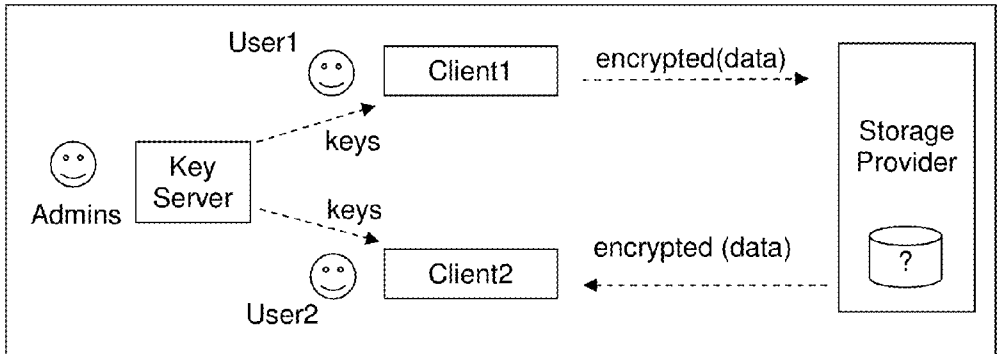 User1
Client1
encrypted(data)
keys
Storage
Provider
Key
Server
Admins
keys
encrypted (data)
Client2
?
User2